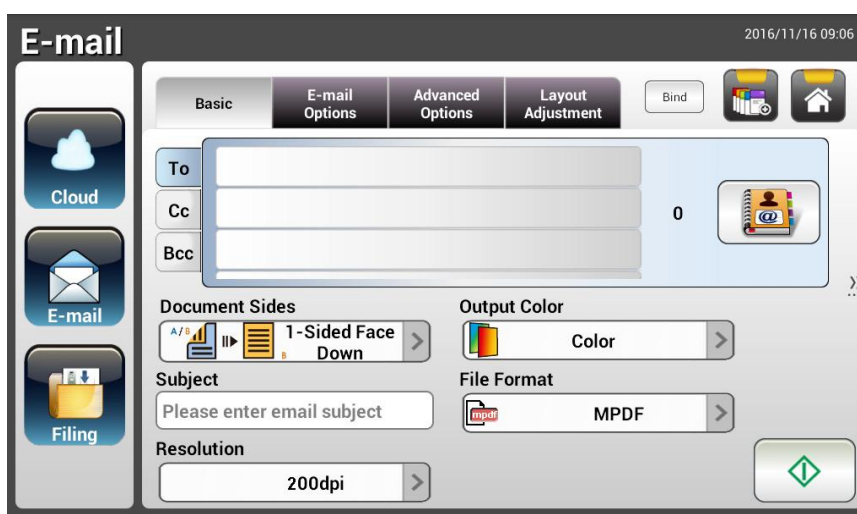 E-mail
2016/11/16 09:06
Basic
E-mail
Options
Advanced
Options
Layout
Adjustment
Bind
Cloud
E-mail
Filing
To
Cc
Bcc
0
@
Document Sides
A/B
B
1-Sided Face
Down
Output Color
Color
Subject
Please enter email subject
File Format
mpdf
MPDF
Resolution
200dpi